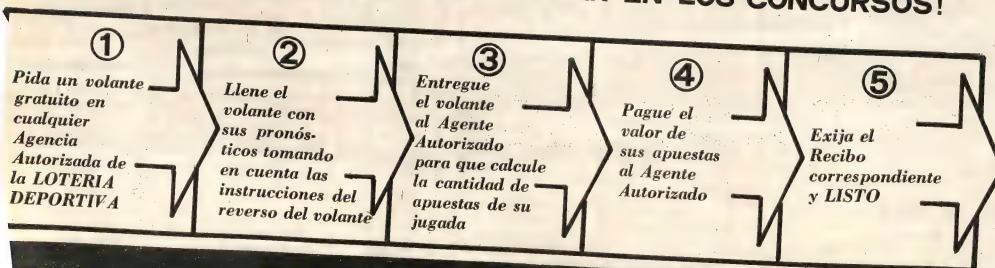 EN LOS CONCURSOS!
①
Pida un volante
gratuito en
cualquier
Agencia
Autorizada de
la LOTERIA
DEPORTIVA
②
Llene el
volante con
sus pronós-
ticos tomando
en cuenta las
instrucciones del
reverso del volante
③
Entregue
el volante
al Agente
Autorizado
para que calcule
la cantidad de
apuestas de su
jugada
④
Pague el
valor de
sus apuestas
al Agente
Autorizado
⑤
Exija el
Recibo
correspondiente
y LISTO